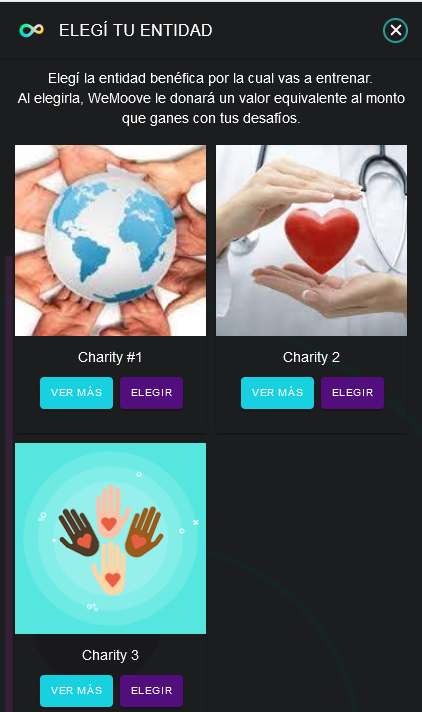 ELEGÍ TU ENTIDAD
Elegí la entidad benéfica por la cual vas a entrenar.
Al elegirla, WeMoove le donará un valor equivalente al monto
que ganes con tus desafíos.
Charity #1
Charity 2
VER MÁS
ELEGIR
VER MÁS
ELEGIR
Charity 3
VER MÁS
ELEGIR